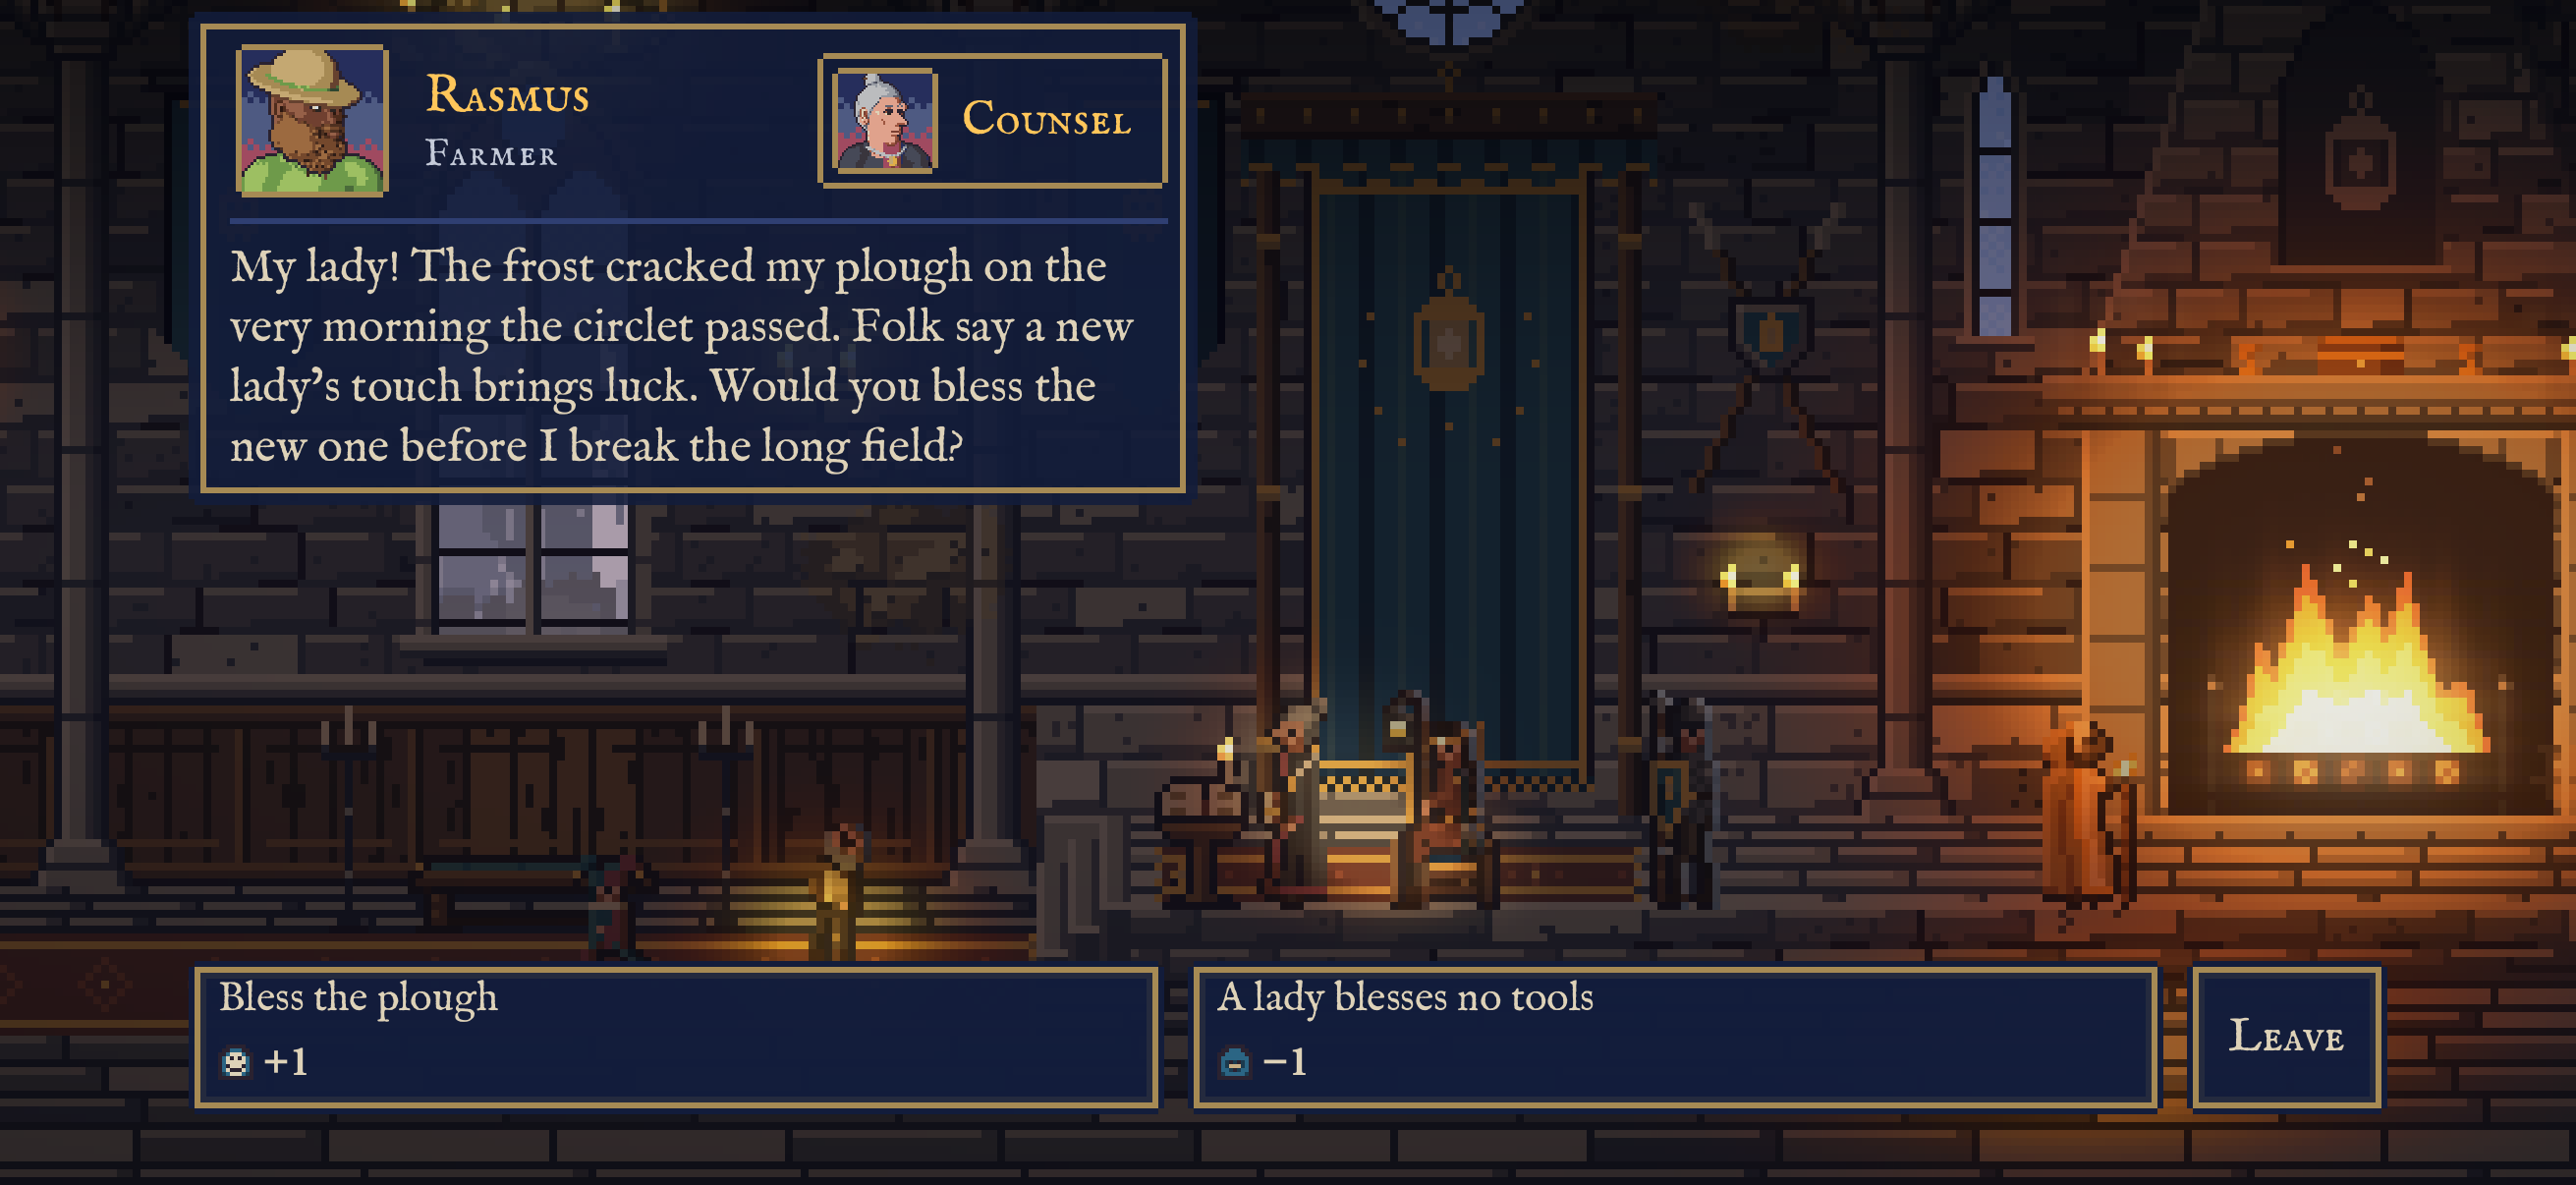 Rasmus
Farmer
Counsel
My lady! The frost cracked my plough on the
very morning the circlet passed. Folk say a new
lady’s touch brings luck. Would you bless the
new one before I break the long field?
Bless the plough
+1
A lady blesses no tools
−1
Leave